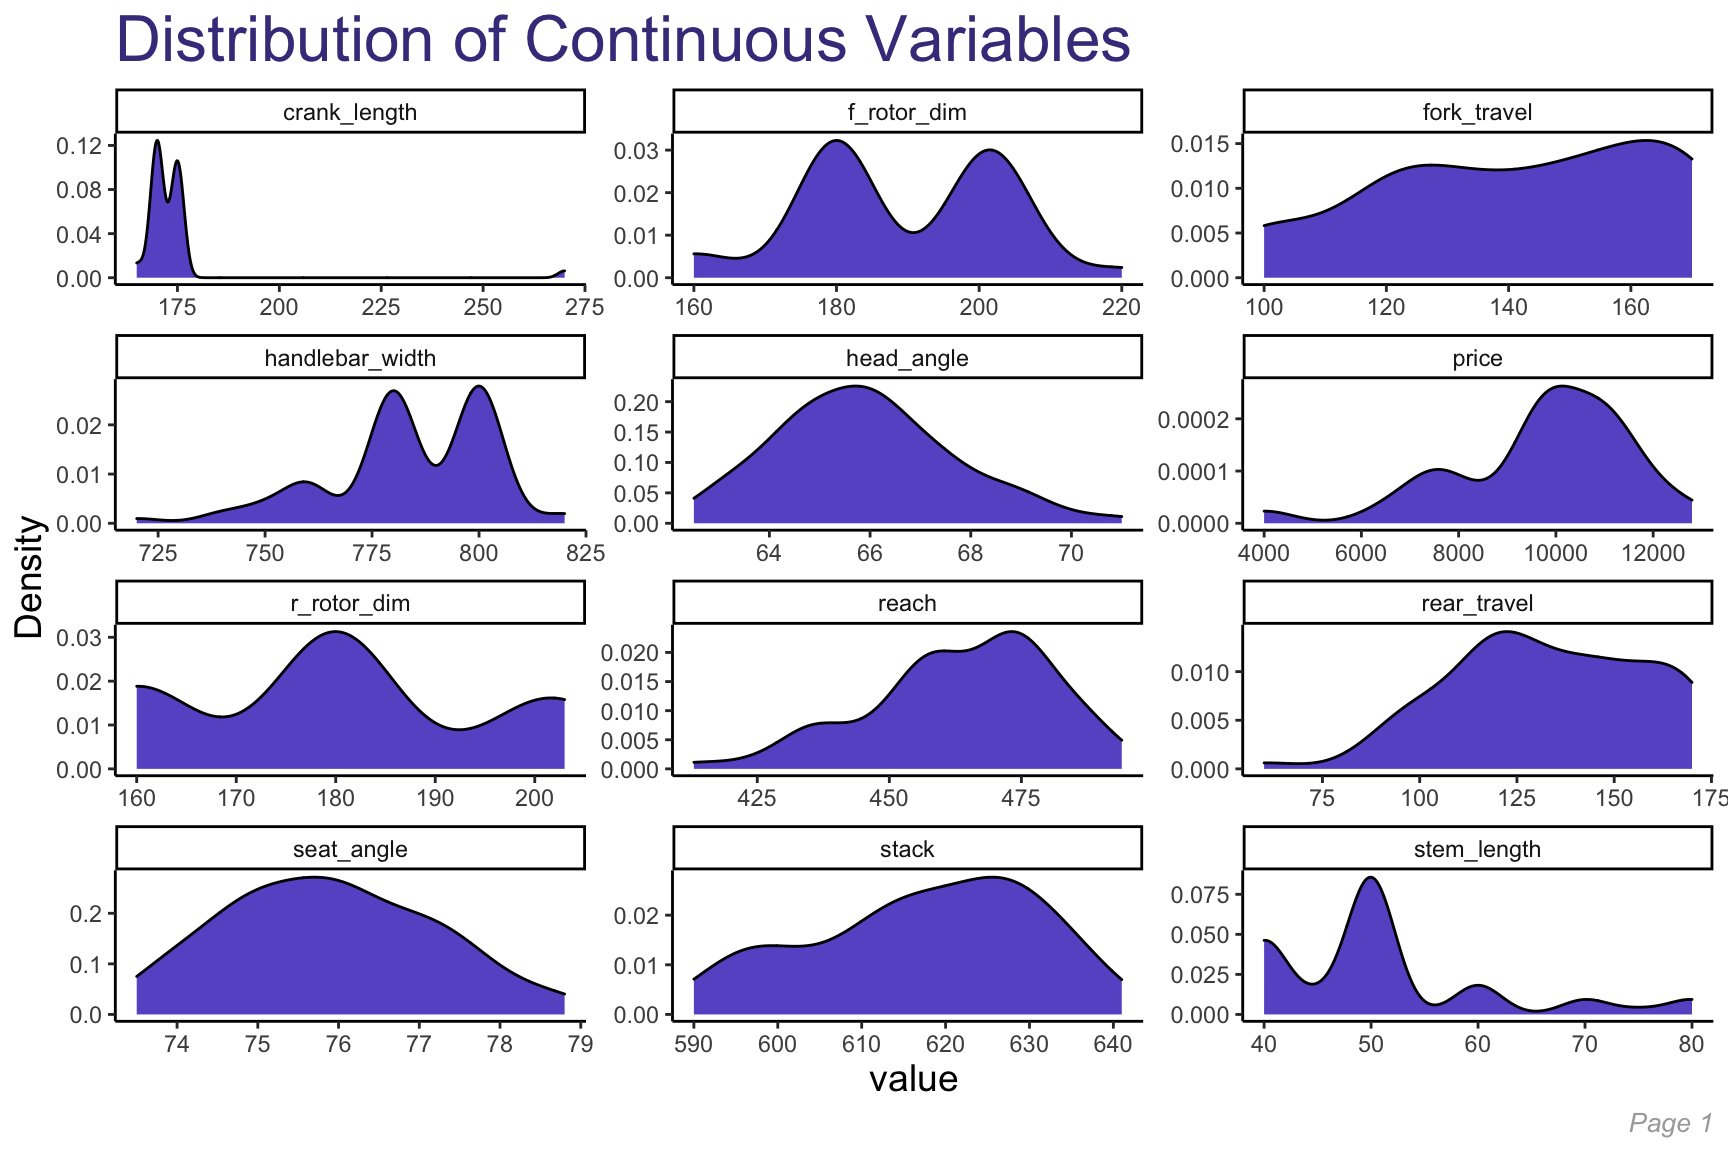 Distribution of Continuous Variables
crank_length
f_rotor_dim
fork_travel
0.12
0.08
0.04
0.00
175 200 225 250 275
0.03
0.02
0.01
0.00
160 180 200 220
0.015
0.010
0.005
0.000
100 120 140 160
handlebar_width
head_angle
price
0.02
0.01
0.00
725 750 775 800 825
0.20
0.15
0.10
0.05
0.00
64 66 68 70
0.0002
0.0001
0.0000
4000 6000 8000 10000 12000
Density
r_rotor_dim
reach
rear_travel
0.03
0.02
0.01
0.00
160 170 180 190 200
0.020
0.015
0.010
0.005
0.000
425 450 475
0.010
0.005
0.000
75 100 125 150 175
seat_angle
stack
stem_length
0.2
0.1
0.0
74 75 76 77 78 79
0.02
0.01
0.00
590 600 610 620 630 640
0.075
0.050
0.025
0.000
40 50 60 70 80
value
Page 1